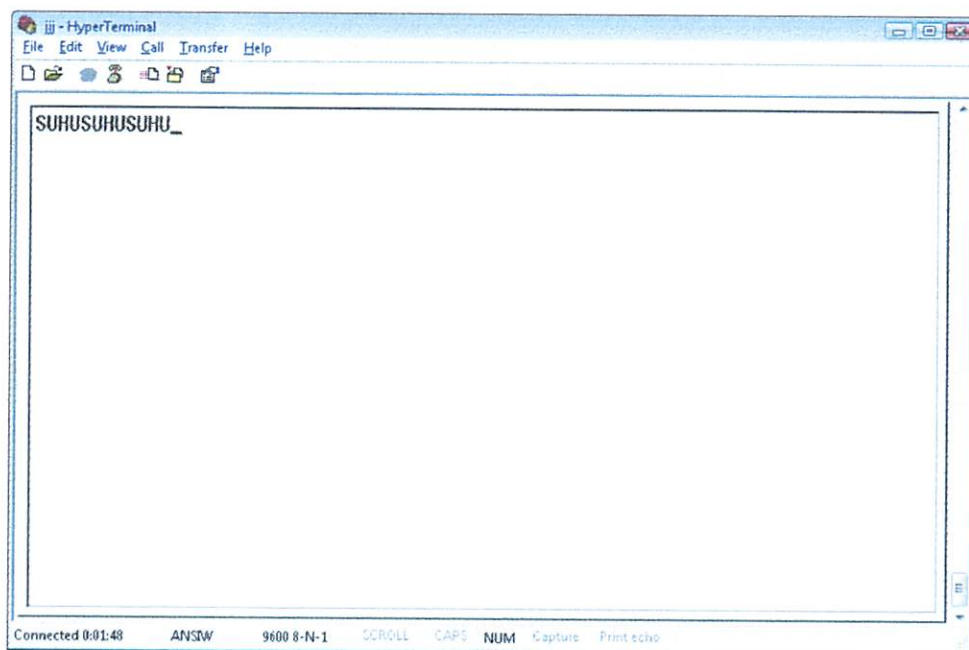 jjj - HyperTerminal
File Edit View Call Transfer Help
SUHUSUHUSUHU_
Connected 0:01:48 ANSIW 9600 8-N-1 SCROLL CAPS NUM Capture Print echo